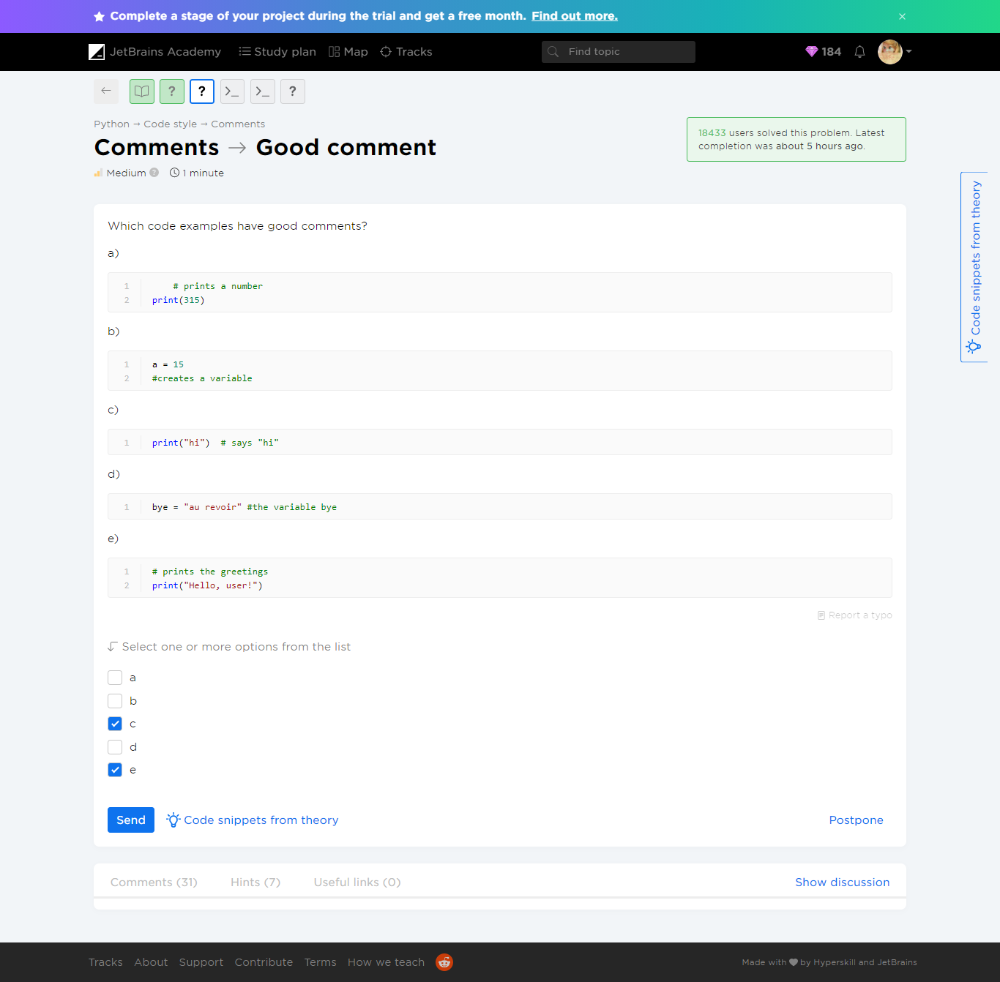 Complete a stage of your project during the trial and get a free month. Find out more.
JetBrains Academy Study plan Map Tracks Find topic 184
? ? >_ >_ ?
Python → Code style → Comments
Comments → Good comment
Medium ? 1 minute
18433 users solved this problem. Latest
completion was about 5 hours ago.
Code snippets from theory
Which code examples have good comments?
a)
1 # prints a number
2 print(315)
b)
1 a = 15
2 #creates a variable
c)
1 print("hi")  # says "hi"
d)
1 bye = "au revoir" #the variable bye
e)
1 # prints the greetings
2 print("Hello, user!")
Report a typo
Select one or more options from the list
a
b
c
d
e
Send Code snippets from theory Postpone
Comments (31) Hints (7) Useful links (0) Show discussion
Tracks About Support Contribute Terms How we teach Made with ♥ by Hyperskill and JetBrains